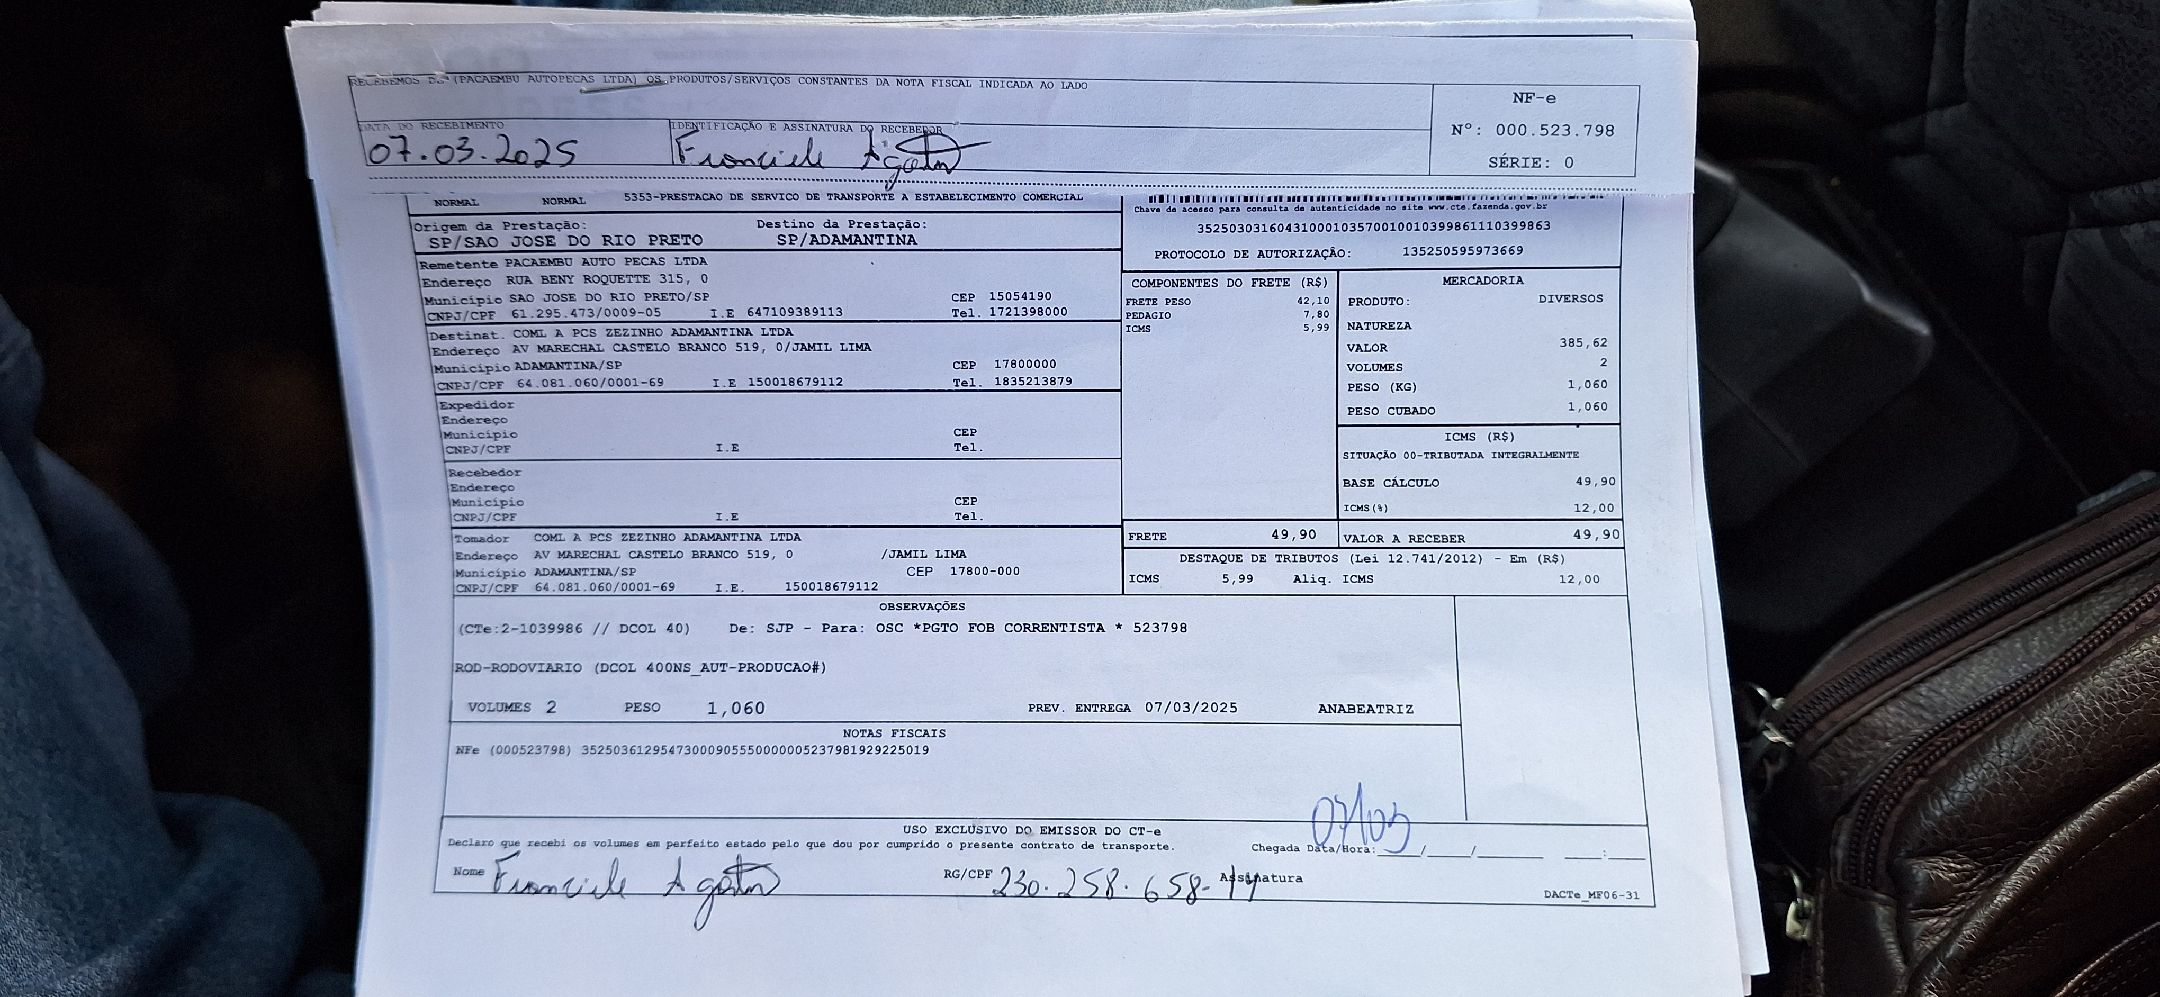 RECEBEMOS DE (PACAEMBU AUTOPECAS LTDA) OS PRODUTOS/SERVIÇOS CONSTANTES DA NOTA FISCAL INDICADA AO LADO
NF-e
Nº: 000.523.798
SÉRIE: 0
DATA DO RECEBIMENTO
07.03.2025
IDENTIFICAÇÃO E ASSINATURA DO RECEBEDOR
Franciele Agostin
NORMAL NORMAL 5353-PRESTACAO DE SERVICO DE TRANSPORTE A ESTABELECIMENTO COMERCIAL
Chave de acesso para consulta de autenticidade no site www.cte.fazenda.gov.br
35250303160431000103570010010399861110399863
PROTOCOLO DE AUTORIZAÇÃO: 135250595973669
Origem da Prestação: Destino da Prestação:
SP/SAO JOSE DO RIO PRETO SP/ADAMANTINA
Remetente PACAEMBU AUTO PECAS LTDA
Endereço RUA BENY ROQUETTE 315, 0
Município SAO JOSE DO RIO PRETO/SP CEP 15054190
CNPJ/CPF 61.295.473/0009-05 I.E 647109389113 Tel. 1721398000
Destinat. COML A PCS ZEZINHO ADAMANTINA LTDA
Endereço AV MARECHAL CASTELO BRANCO 519, 0/JAMIL LIMA
Município ADAMANTINA/SP CEP 17800000
CNPJ/CPF 64.081.060/0001-69 I.E 150018679112 Tel. 1835213879
Expedidor
Endereço
Município CEP
CNPJ/CPF I.E Tel.
Recebedor
Endereço
Município CEP
CNPJ/CPF I.E Tel.
Tomador COML A PCS ZEZINHO ADAMANTINA LTDA
Endereço AV MARECHAL CASTELO BRANCO 519, 0 /JAMIL LIMA
Município ADAMANTINA/SP CEP 17800-000
CNPJ/CPF 64.081.060/0001-69 I.E. 150018679112
COMPONENTES DO FRETE (R$)
FRETE PESO 42,10
PEDAGIO 7,80
ICMS 5,99
MERCADORIA
PRODUTO: DIVERSOS
NATUREZA
VALOR 385,62
VOLUMES 2
PESO (KG) 1,060
PESO CUBADO 1,060
ICMS (R$)
SITUAÇÃO 00-TRIBUTADA INTEGRALMENTE
BASE CÁLCULO 49,90
ICMS(%) 12,00
FRETE 49,90 VALOR A RECEBER 49,90
DESTAQUE DE TRIBUTOS (Lei 12.741/2012) - Em (R$)
ICMS 5,99 Aliq. ICMS 12,00
OBSERVAÇÕES
(CTe:2-1039986 // DCOL 40) De: SJP - Para: OSC *PGTO FOB CORRENTISTA * 523798
ROD-RODOVIARIO (DCOL 400NS_AUT-PRODUCAO#)
VOLUMES 2 PESO 1,060 PREV. ENTREGA 07/03/2025 ANABEATRIZ
NOTAS FISCAIS
NFe (000523798) 35250361295473000905550000005237981929225019
USO EXCLUSIVO DO EMISSOR DO CT-e
07/03
Declaro que recebi os volumes em perfeito estado pelo que dou por cumprido o presente contrato de transporte. Chegada Data/Hora: ____/____/______ ___:___
Nome Franciele Agostin RG/CPF 230.258.658-14 Assinatura
DACTe_MF06-31